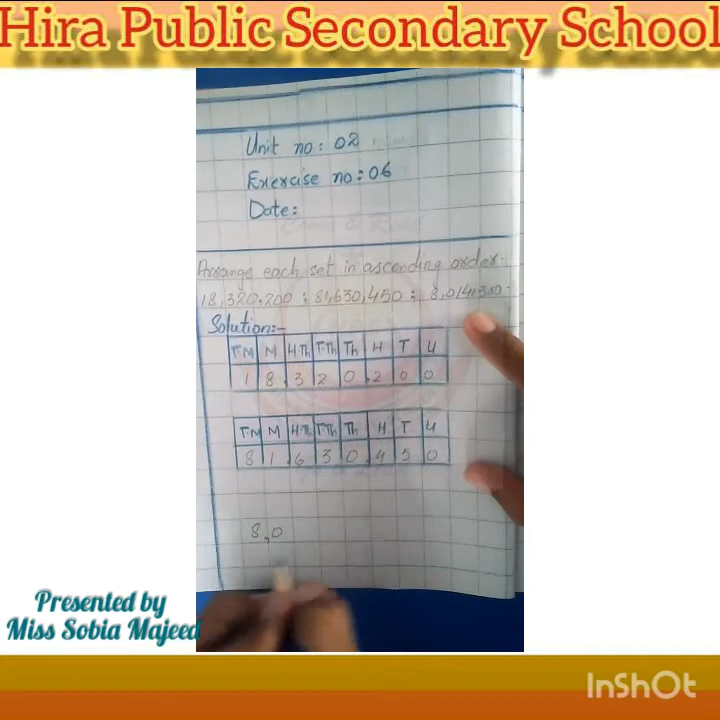 Hira Public Secondary School
Unit no: 02
Exercise no: 06
Date:
Arrange each set in ascending order.
18,320,200 ; 81,630,450 ; 8,014,300.
Solution:-
T.M M H.Th T.Th Th H T U
1 8, 3 2 0, 2 0 0
T.M M H.Th T.Th Th H T U
8 1, 6 3 0, 4 5 0
8,0
Presented by
Miss Sobia Majeed
InShOt